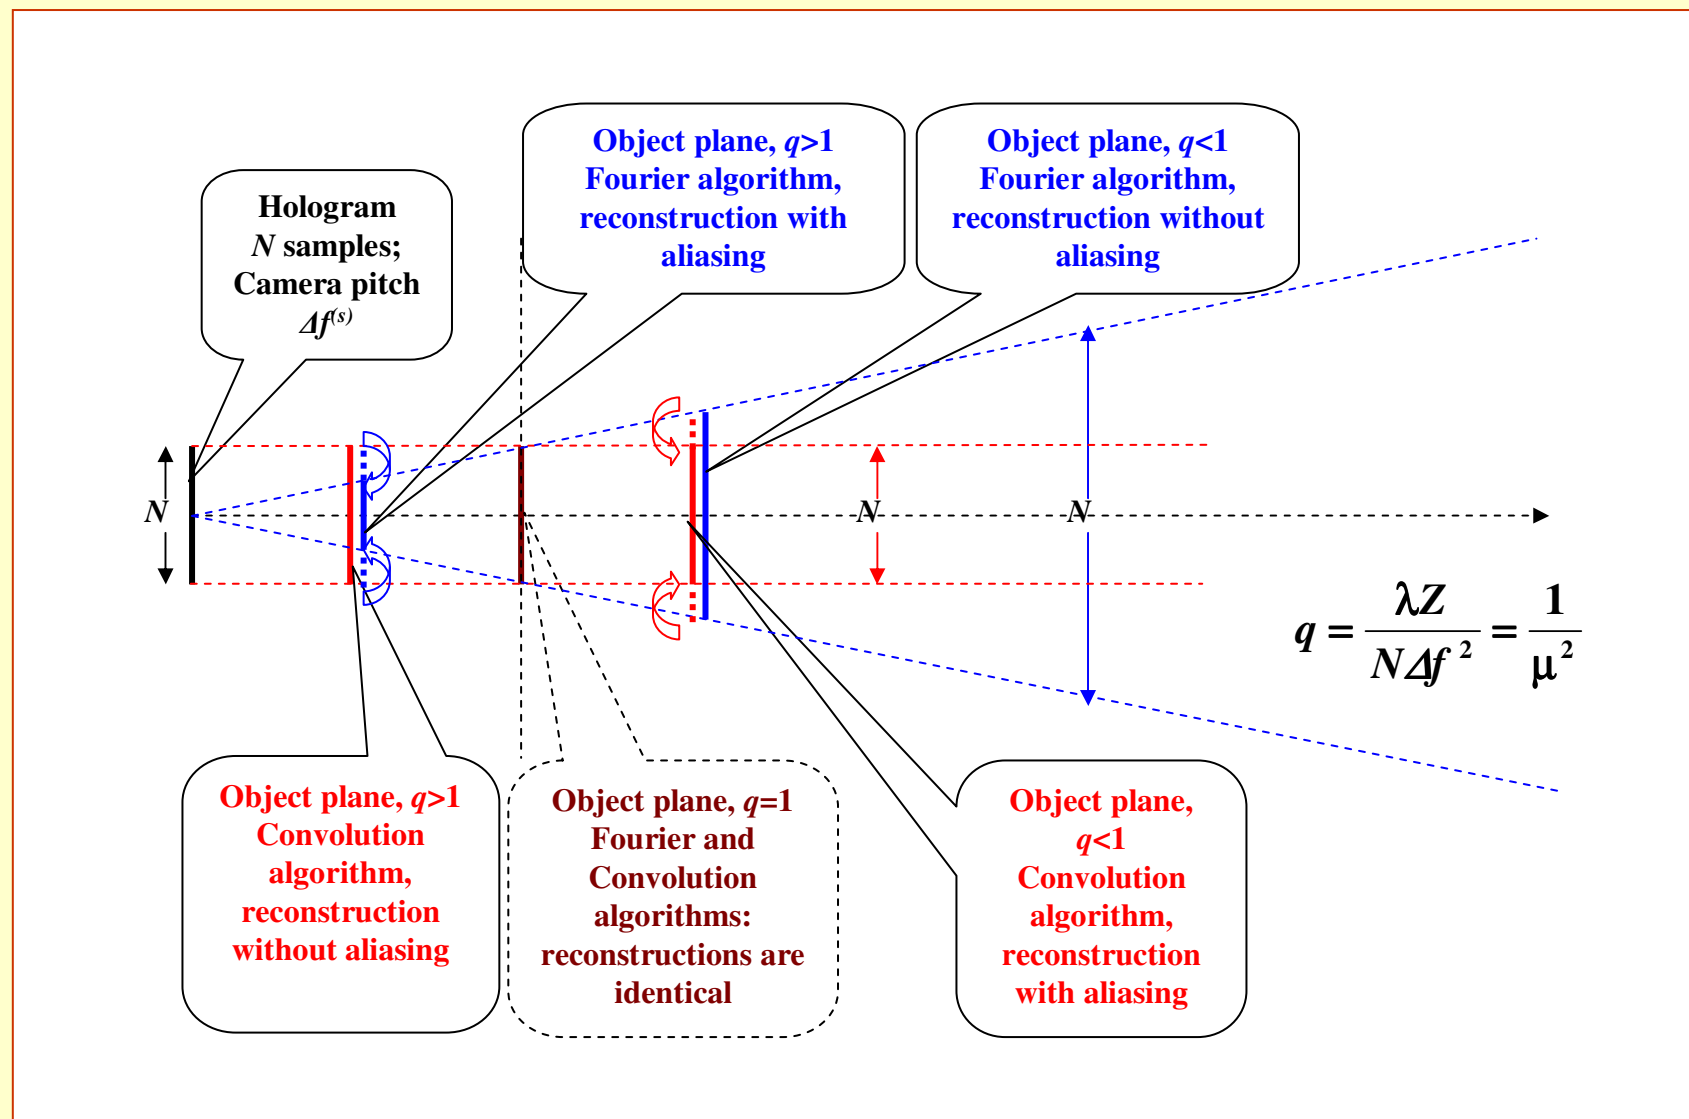 Hologram
N samples;
Camera pitch
Δf(s)
Object plane, q>1
Fourier algorithm,
reconstruction with
aliasing
Object plane, q<1
Fourier algorithm,
reconstruction without
aliasing
N
N
N
q = λZ / NΔf² = 1 / μ²
Object plane, q>1
Convolution
algorithm,
reconstruction
without aliasing
Object plane, q=1
Fourier and
Convolution
algorithms:
reconstructions are
identical
Object plane,
q<1
Convolution
algorithm,
reconstruction
with aliasing